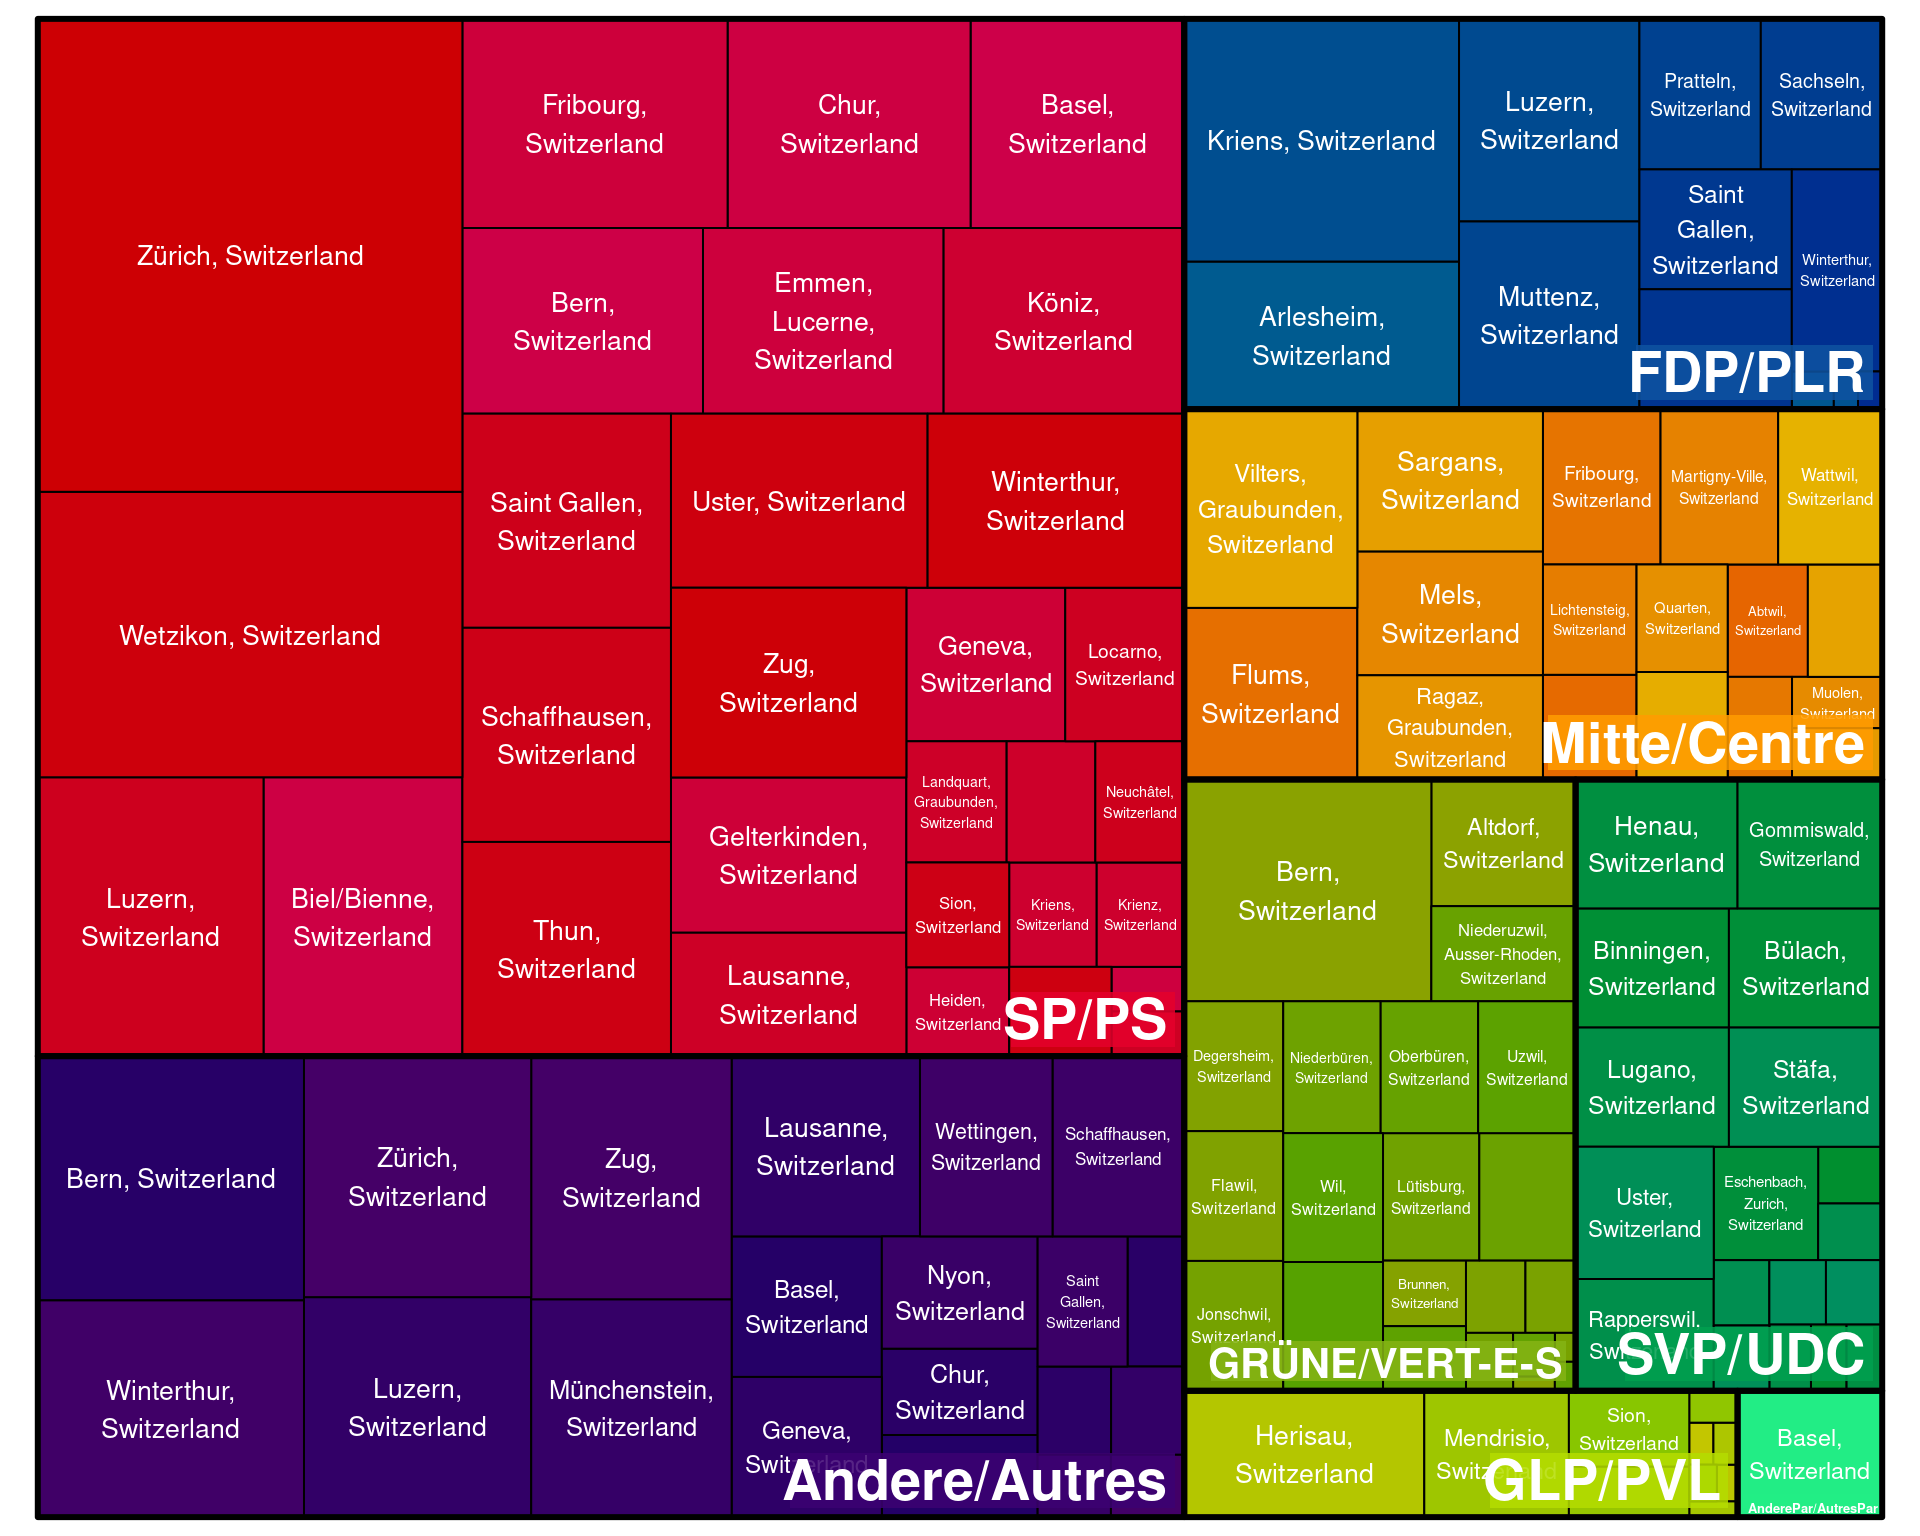 Zürich, Switzerland
Wetzikon, Switzerland
Luzern,
Switzerland
Biel/Bienne,
Switzerland
Fribourg,
Switzerland
Chur,
Switzerland
Basel,
Switzerland
Bern,
Switzerland
Emmen,
Lucerne,
Switzerland
Köniz,
Switzerland
Saint Gallen,
Switzerland
Uster, Switzerland
Winterthur,
Switzerland
Schaffhausen,
Switzerland
Thun,
Switzerland
Zug,
Switzerland
Gelterkinden,
Switzerland
Lausanne,
Switzerland
Geneva,
Switzerland
Locarno,
Switzerland
Landquart,
Graubunden,
Switzerland
Neuchâtel,
Switzerland
Sion,
Switzerland
Kriens,
Switzerland
Krienz,
Switzerland
Heiden,
Switzerland
SP/PS
Bern, Switzerland
Winterthur,
Switzerland
Zürich,
Switzerland
Luzern,
Switzerland
Zug,
Switzerland
Münchenstein,
Switzerland
Lausanne,
Switzerland
Wettingen,
Switzerland
Schaffhausen,
Switzerland
Basel,
Switzerland
Geneva,
Switzerland
Nyon,
Switzerland
Chur,
Switzerland
Saint
Gallen,
Switzerland
Andere/Autres
Kriens, Switzerland
Arlesheim,
Switzerland
Luzern,
Switzerland
Muttenz,
Switzerland
Pratteln,
Switzerland
Sachseln,
Switzerland
Saint
Gallen,
Switzerland
Winterthur,
Switzerland
FDP/PLR
Vilters,
Graubunden,
Switzerland
Flums,
Switzerland
Sargans,
Switzerland
Mels,
Switzerland
Ragaz,
Graubunden,
Switzerland
Fribourg,
Switzerland
Martigny-Ville,
Switzerland
Wattwil,
Switzerland
Lichtensteig,
Switzerland
Quarten,
Switzerland
Abtwil,
Switzerland
Muolen,
Switzerland
Mitte/Centre
Bern,
Switzerland
Altdorf,
Switzerland
Niederuzwil,
Ausser-Rhoden,
Switzerland
Degersheim,
Switzerland
Niederbüren,
Switzerland
Oberbüren,
Switzerland
Uzwil,
Switzerland
Flawil,
Switzerland
Wil,
Switzerland
Lütisburg,
Switzerland
Jonschwil,
Switzerland
Brunnen,
Switzerland
GRÜNE/VERT-E-S
Henau,
Switzerland
Gommiswald,
Switzerland
Binningen,
Switzerland
Bülach,
Switzerland
Lugano,
Switzerland
Stäfa,
Switzerland
Uster,
Switzerland
Eschenbach,
Zurich,
Switzerland
Rapperswil,
Switzerland
SVP/UDC
Herisau,
Switzerland
Mendrisio,
Switzerland
Sion,
Switzerland
GLP/PVL
Basel,
Switzerland
AnderePar/AutresPar